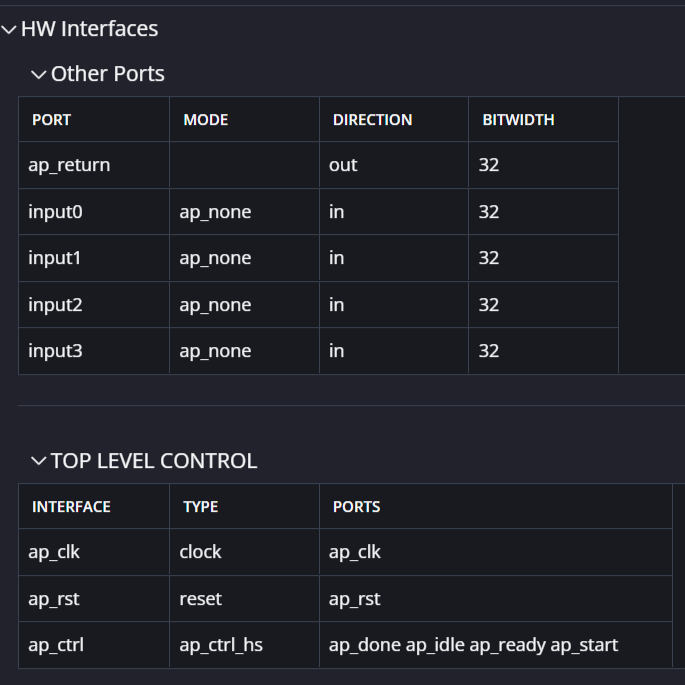 HW Interfaces
Other Ports
PORT MODE DIRECTION BITWIDTH
ap_return out 32
input0 ap_none in 32
input1 ap_none in 32
input2 ap_none in 32
input3 ap_none in 32
TOP LEVEL CONTROL
INTERFACE TYPE PORTS
ap_clk clock ap_clk
ap_rst reset ap_rst
ap_ctrl ap_ctrl_hs ap_done ap_idle ap_ready ap_start